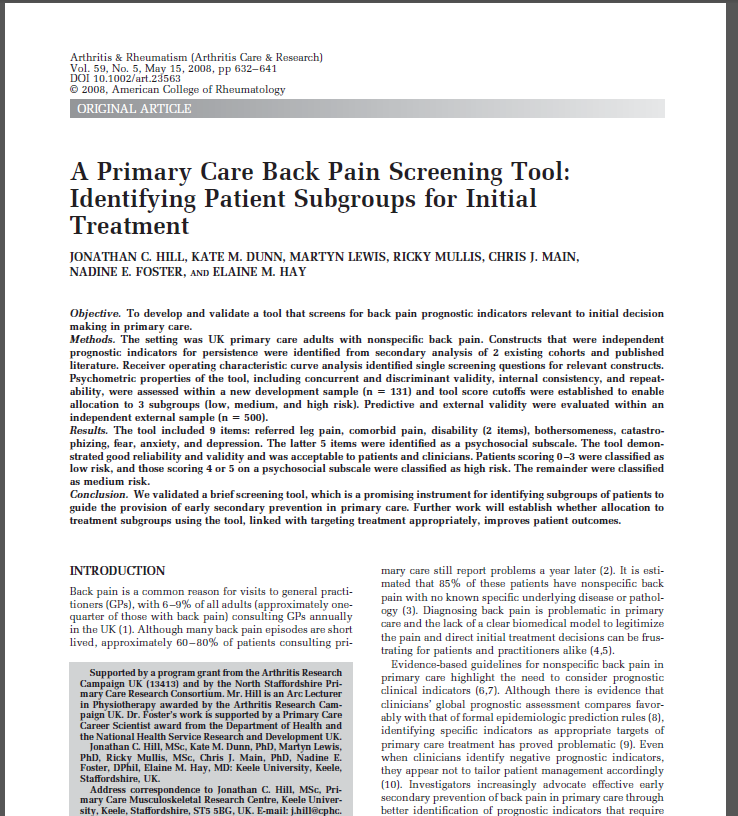 Arthritis & Rheumatism (Arthritis Care & Research)
Vol. 59, No. 5, May 15, 2008, pp 632–641
DOI 10.1002/art.23563
© 2008, American College of Rheumatology
ORIGINAL ARTICLE
A Primary Care Back Pain Screening Tool:
Identifying Patient Subgroups for Initial
Treatment
JONATHAN C. HILL, KATE M. DUNN, MARTYN LEWIS, RICKY MULLIS, CHRIS J. MAIN,
NADINE E. FOSTER, AND ELAINE M. HAY
Objective. To develop and validate a tool that screens for back pain prognostic indicators relevant to initial decision
making in primary care.
Methods. The setting was UK primary care adults with nonspecific back pain. Constructs that were independent
prognostic indicators for persistence were identified from secondary analysis of 2 existing cohorts and published
literature. Receiver operating characteristic curve analysis identified single screening questions for relevant constructs.
Psychometric properties of the tool, including concurrent and discriminant validity, internal consistency, and repeat-
ability, were assessed within a new development sample (n = 131) and tool score cutoffs were established to enable
allocation to 3 subgroups (low, medium, and high risk). Predictive and external validity were evaluated within an
independent external sample (n = 500).
Results. The tool included 9 items: referred leg pain, comorbid pain, disability (2 items), bothersomeness, catastro-
phizing, fear, anxiety, and depression. The latter 5 items were identified as a psychosocial subscale. The tool demon-
strated good reliability and validity and was acceptable to patients and clinicians. Patients scoring 0–3 were classified as
low risk, and those scoring 4 or 5 on a psychosocial subscale were classified as high risk. The remainder were classified
as medium risk.
Conclusion. We validated a brief screening tool, which is a promising instrument for identifying subgroups of patients to
guide the provision of early secondary prevention in primary care. Further work will establish whether allocation to
treatment subgroups using the tool, linked with targeting treatment appropriately, improves patient outcomes.
INTRODUCTION
Back pain is a common reason for visits to general practi-
tioners (GPs), with 6–9% of all adults (approximately one-
quarter of those with back pain) consulting GPs annually
in the UK (1). Although many back pain episodes are short
lived, approximately 60–80% of patients consulting pri-
Supported by a program grant from the Arthritis Research
Campaign UK (13413) and by the North Staffordshire Pri-
mary Care Research Consortium. Mr. Hill is an Arc Lecturer
in Physiotherapy awarded by the Arthritis Research Cam-
paign UK. Dr. Foster's work is supported by a Primary Care
Career Scientist award from the Department of Health and
the National Health Service Research and Development UK.
Jonathan C. Hill, MSc, Kate M. Dunn, PhD, Martyn Lewis,
PhD, Ricky Mullis, MSc, Chris J. Main, PhD, Nadine E.
Foster, DPhil, Elaine M. Hay, MD: Keele University, Keele,
Staffordshire, UK.
Address correspondence to Jonathan C. Hill, MSc, Pri-
mary Care Musculoskeletal Research Centre, Keele Univer-
sity, Keele, Staffordshire, ST5 5BG, UK. E-mail: j.hill@cphc.
mary care still report problems a year later (2). It is esti-
mated that 85% of these patients have nonspecific back
pain with no known specific underlying disease or pathol-
ogy (3). Diagnosing back pain is problematic in primary
care and the lack of a clear biomedical model to legitimize
the pain and direct initial treatment decisions can be frus-
trating for patients and practitioners alike (4,5).
Evidence-based guidelines for nonspecific back pain in
primary care highlight the need to consider prognostic
clinical indicators (6,7). Although there is evidence that
clinicians' global prognostic assessment compares favor-
ably with that of formal epidemiologic prediction rules (8),
identifying specific indicators as appropriate targets of
primary care treatment has proved problematic (9). Even
when clinicians identify negative prognostic indicators,
they appear not to tailor patient management accordingly
(10). Investigators increasingly advocate effective early
secondary prevention of back pain in primary care through
better identification of prognostic indicators that require